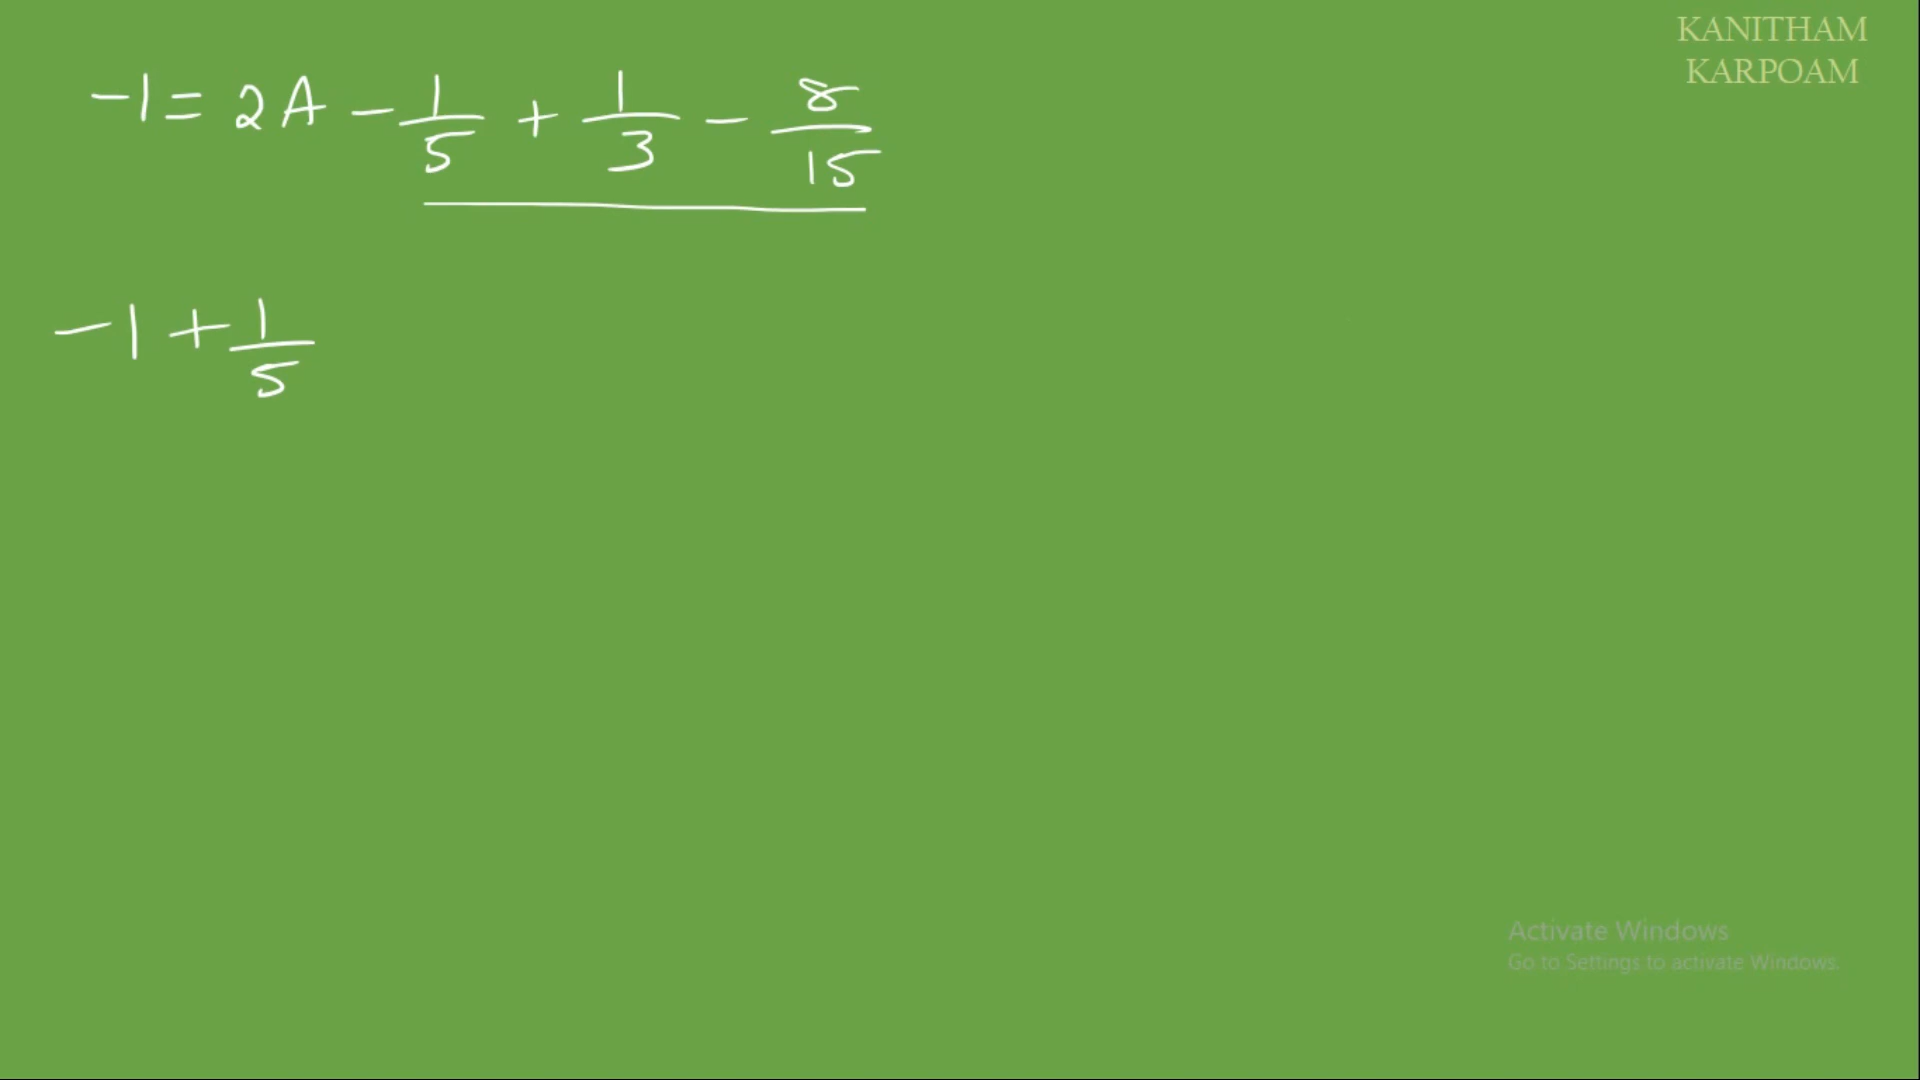 KANITHAM
KARPOAM
-1 = 2A - 1/5 + 1/3 - 8/15
-1 + 1/5
Activate Windows
Go to Settings to activate Windows.